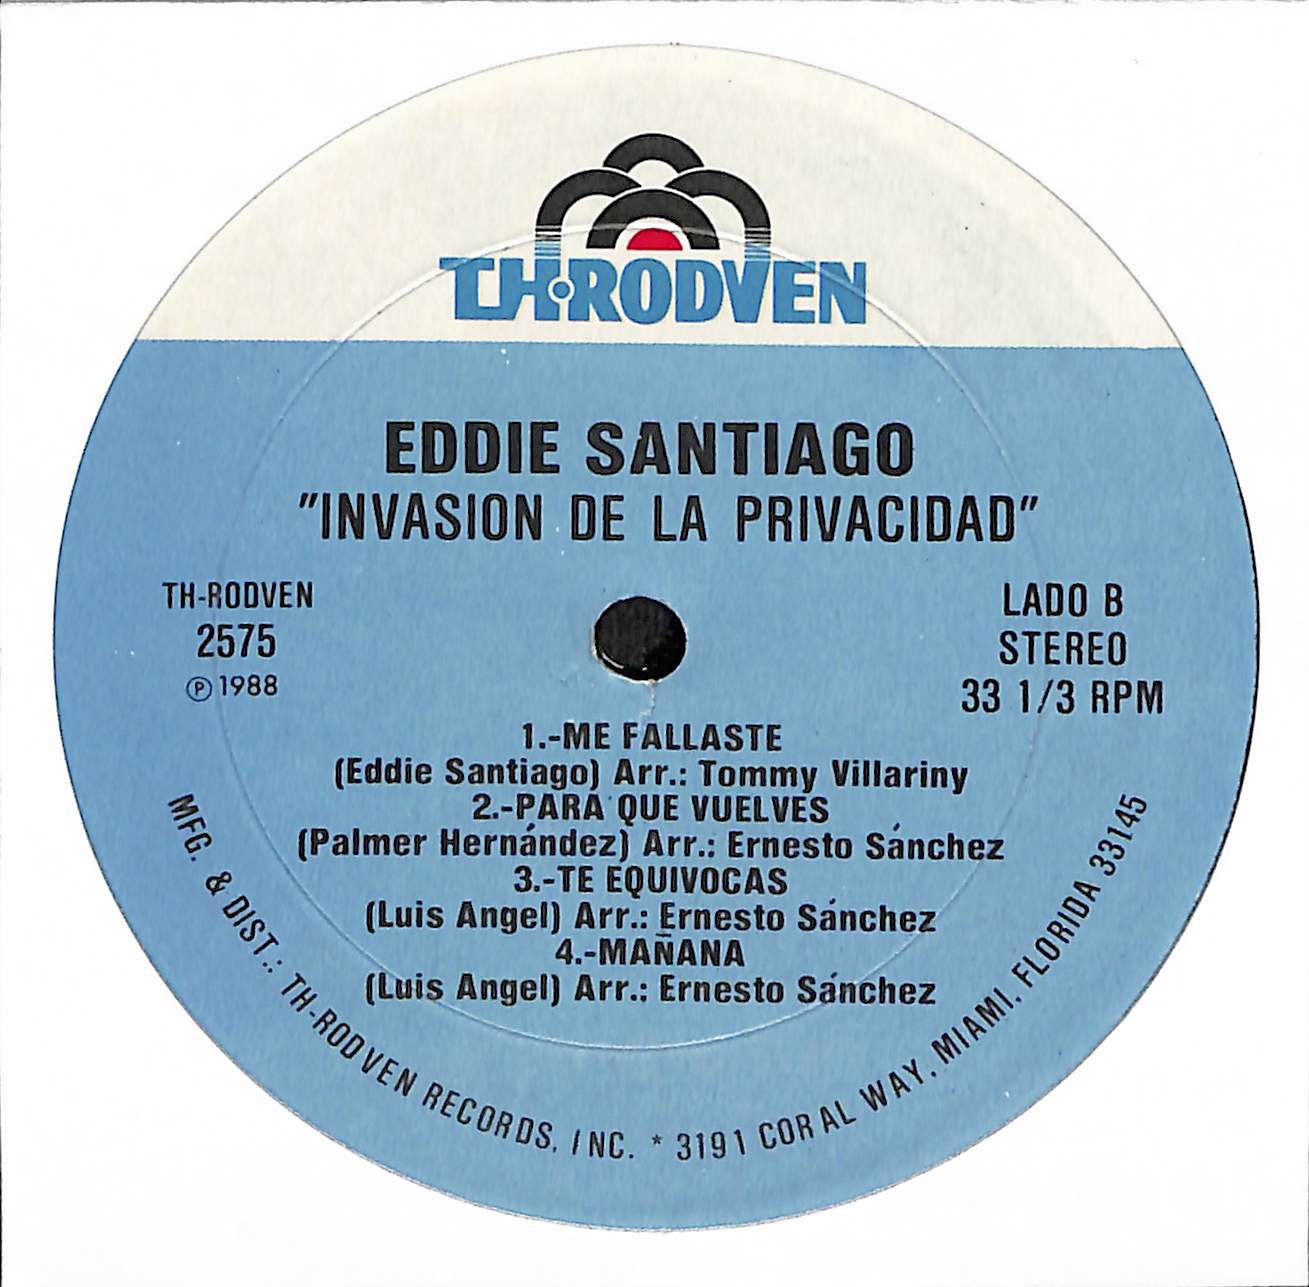 TH·RODVEN
EDDIE SANTIAGO
"INVASION DE LA PRIVACIDAD"
TH-RODVEN
2575
℗ 1988
LADO B
STEREO
33 1/3 RPM
1.-ME FALLASTE
(Eddie Santiago) Arr.: Tommy Villariny
2.-PARA QUE VUELVES
(Palmer Hernández) Arr.: Ernesto Sánchez
3.-TE EQUIVOCAS
(Luis Angel) Arr.: Ernesto Sánchez
4.-MAÑANA
(Luis Angel) Arr.: Ernesto Sánchez
MFG. & DIST.: TH-RODVEN RECORDS, INC. * 3191 CORAL WAY, MIAMI, FLORIDA 33145